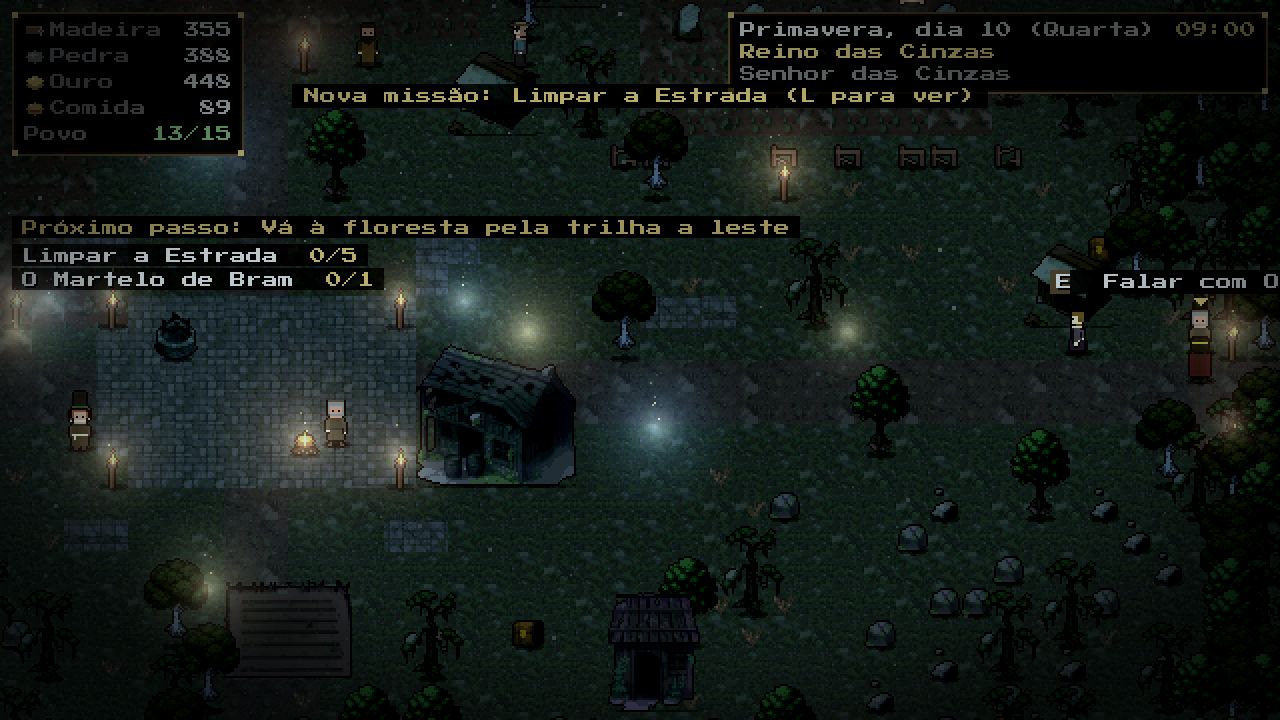 Madeira 355
Pedra 388
Ouro 448
Comida 89
Povo 13/15
Primavera, dia 10 (Quarta) 09:00
Reino das Cinzas
Senhor das Cinzas
Nova missão: Limpar a Estrada (L para ver)
Próximo passo: Vá à floresta pela trilha a leste
Limpar a Estrada 0/5
O Martelo de Bram 0/1
E Falar com O